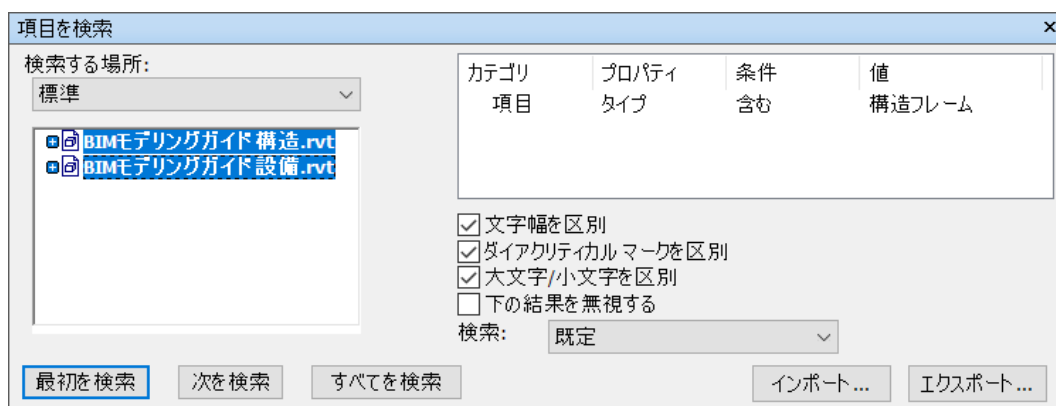 項目を検索
検索する場所:
標準
BIMモデリングガイド 構造.rvt
BIMモデリングガイド 設備.rvt
カテゴリ プロパティ 条件 値
項目 タイプ 含む 構造フレーム
文字幅を区別
ダイアクリティカル マークを区別
大文字/小文字を区別
下の結果を無視する
検索: 既定
最初を検索 次を検索 すべてを検索 インポート... エクスポート...